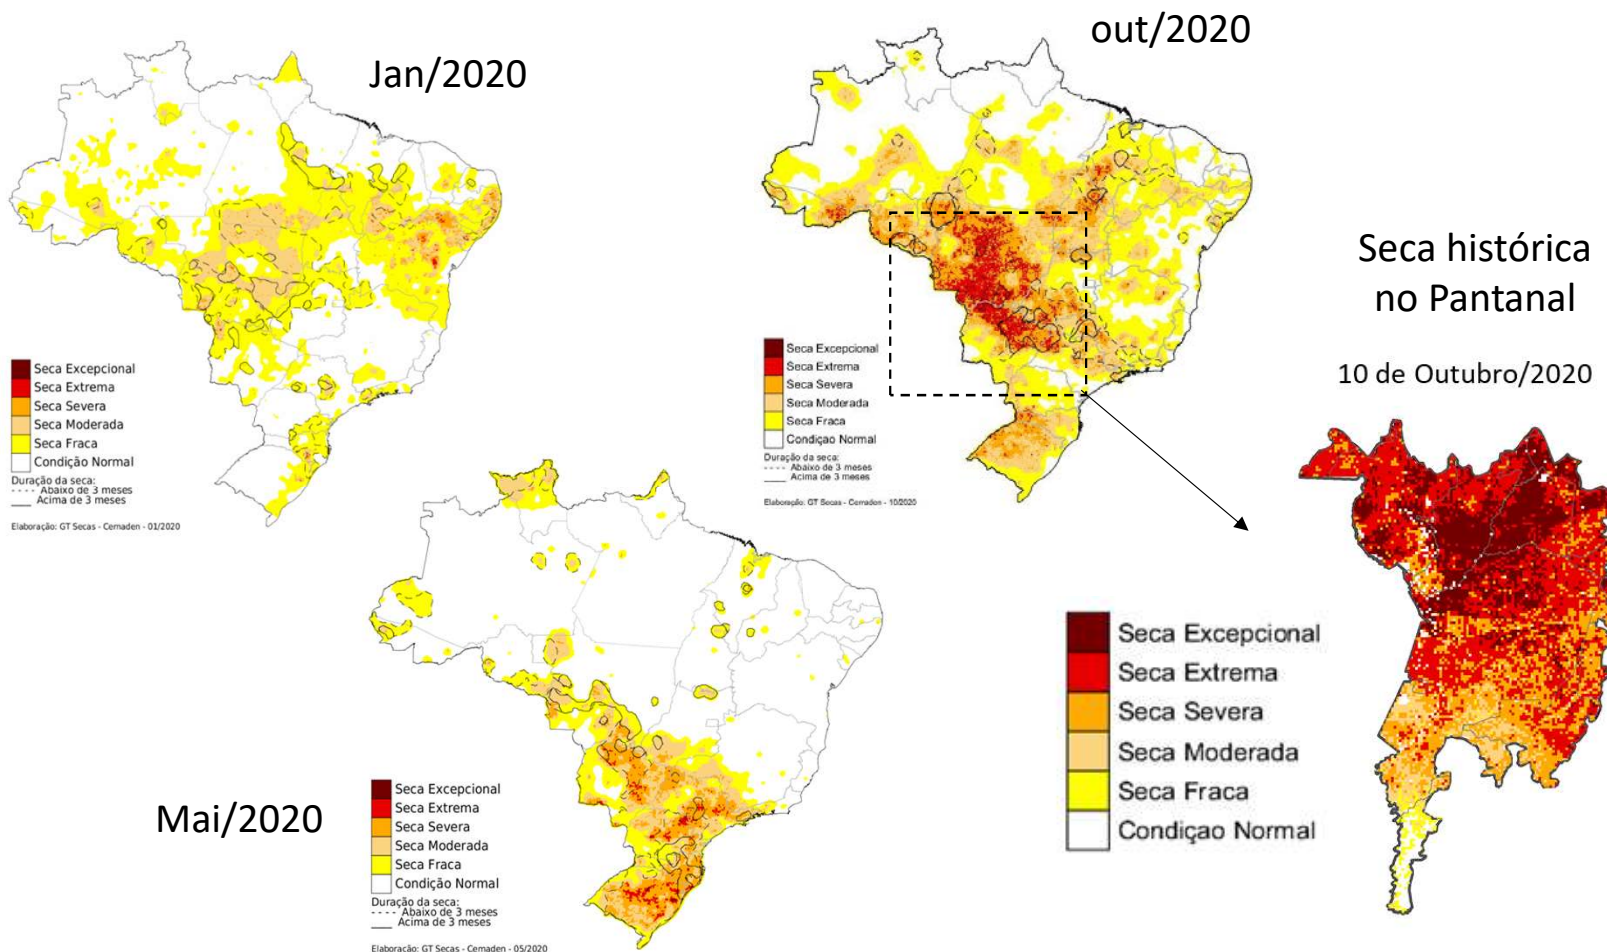 Jan/2020
Seca Excepcional
Seca Extrema
Seca Severa
Seca Moderada
Seca Fraca
Condição Normal
Duração da seca:
Abaixo de 3 meses
Acima de 3 meses
Elaboração: GT Secas - Cemaden - 01/2020
out/2020
Seca Excepcional
Seca Extrema
Seca Severa
Seca Moderada
Seca Fraca
Condiçao Normal
Duração da seca:
Abaixo de 3 meses
Acima de 3 meses
Elaboração: GT Secas - Cemaden - 10/2020
Seca histórica
no Pantanal
10 de Outubro/2020
Mai/2020
Seca Excepcional
Seca Extrema
Seca Severa
Seca Moderada
Seca Fraca
Condição Normal
Duração da seca:
Abaixo de 3 meses
Acima de 3 meses
Elaboração: GT Secas - Cemaden - 05/2020
Seca Excepcional
Seca Extrema
Seca Severa
Seca Moderada
Seca Fraca
Condiçao Normal